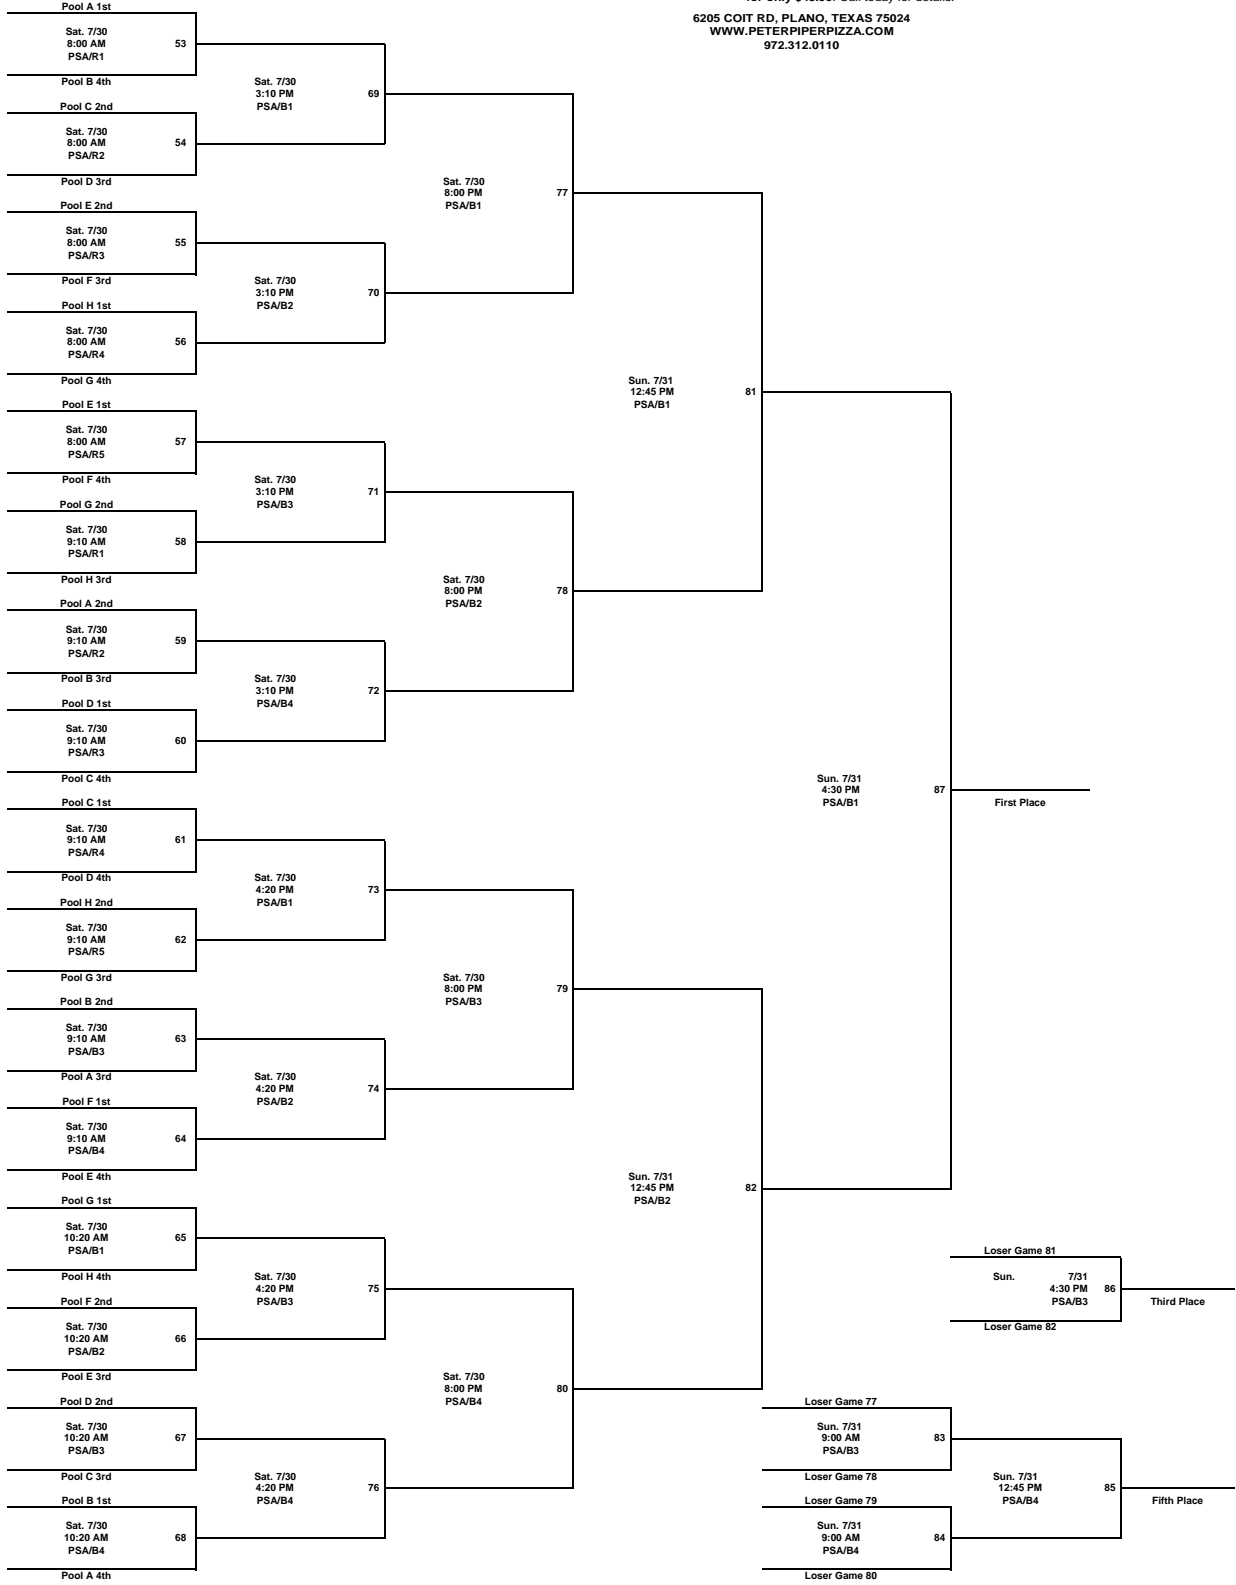 for only $45.99! Call today for details.
6205 COIT RD, PLANO, TEXAS 75024
WWW.PETERPIPERPIZZA.COM
972.312.0110
Pool A 1st
Sat. 7/30
8:00 AM
PSA/R1
53
Pool B 4th
Pool C 2nd
Sat. 7/30
8:00 AM
PSA/R2
54
Pool D 3rd
Pool E 2nd
Sat. 7/30
8:00 AM
PSA/R3
55
Pool F 3rd
Pool H 1st
Sat. 7/30
8:00 AM
PSA/R4
56
Pool G 4th
Pool E 1st
Sat. 7/30
8:00 AM
PSA/R5
57
Pool F 4th
Pool G 2nd
Sat. 7/30
9:10 AM
PSA/R1
58
Pool H 3rd
Pool A 2nd
Sat. 7/30
9:10 AM
PSA/R2
59
Pool B 3rd
Pool D 1st
Sat. 7/30
9:10 AM
PSA/R3
60
Pool C 4th
Pool C 1st
Sat. 7/30
9:10 AM
PSA/R4
61
Pool D 4th
Pool H 2nd
Sat. 7/30
9:10 AM
PSA/R5
62
Pool G 3rd
Pool B 2nd
Sat. 7/30
9:10 AM
PSA/B3
63
Pool A 3rd
Pool F 1st
Sat. 7/30
9:10 AM
PSA/B4
64
Pool E 4th
Pool G 1st
Sat. 7/30
10:20 AM
PSA/B1
65
Pool H 4th
Pool F 2nd
Sat. 7/30
10:20 AM
PSA/B2
66
Pool E 3rd
Pool D 2nd
Sat. 7/30
10:20 AM
PSA/B3
67
Pool C 3rd
Pool B 1st
Sat. 7/30
10:20 AM
PSA/B4
68
Pool A 4th
Sat. 7/30
3:10 PM
PSA/B1
69
Sat. 7/30
3:10 PM
PSA/B2
70
Sat. 7/30
3:10 PM
PSA/B3
71
Sat. 7/30
3:10 PM
PSA/B4
72
Sat. 7/30
4:20 PM
PSA/B1
73
Sat. 7/30
4:20 PM
PSA/B2
74
Sat. 7/30
4:20 PM
PSA/B3
75
Sat. 7/30
4:20 PM
PSA/B4
76
Sat. 7/30
8:00 PM
PSA/B1
77
Sat. 7/30
8:00 PM
PSA/B2
78
Sat. 7/30
8:00 PM
PSA/B3
79
Sat. 7/30
8:00 PM
PSA/B4
80
Sun. 7/31
12:45 PM
PSA/B1
81
Sun. 7/31
12:45 PM
PSA/B2
82
Sun. 7/31
4:30 PM
PSA/B1
87
First Place
Loser Game 81
Sun. 7/31
4:30 PM
PSA/B3
86
Third Place
Loser Game 82
Loser Game 77
Sun. 7/31
9:00 AM
PSA/B3
83
Loser Game 78
Loser Game 79
Sun. 7/31
9:00 AM
PSA/B4
84
Loser Game 80
Sun. 7/31
12:45 PM
PSA/B4
85
Fifth Place